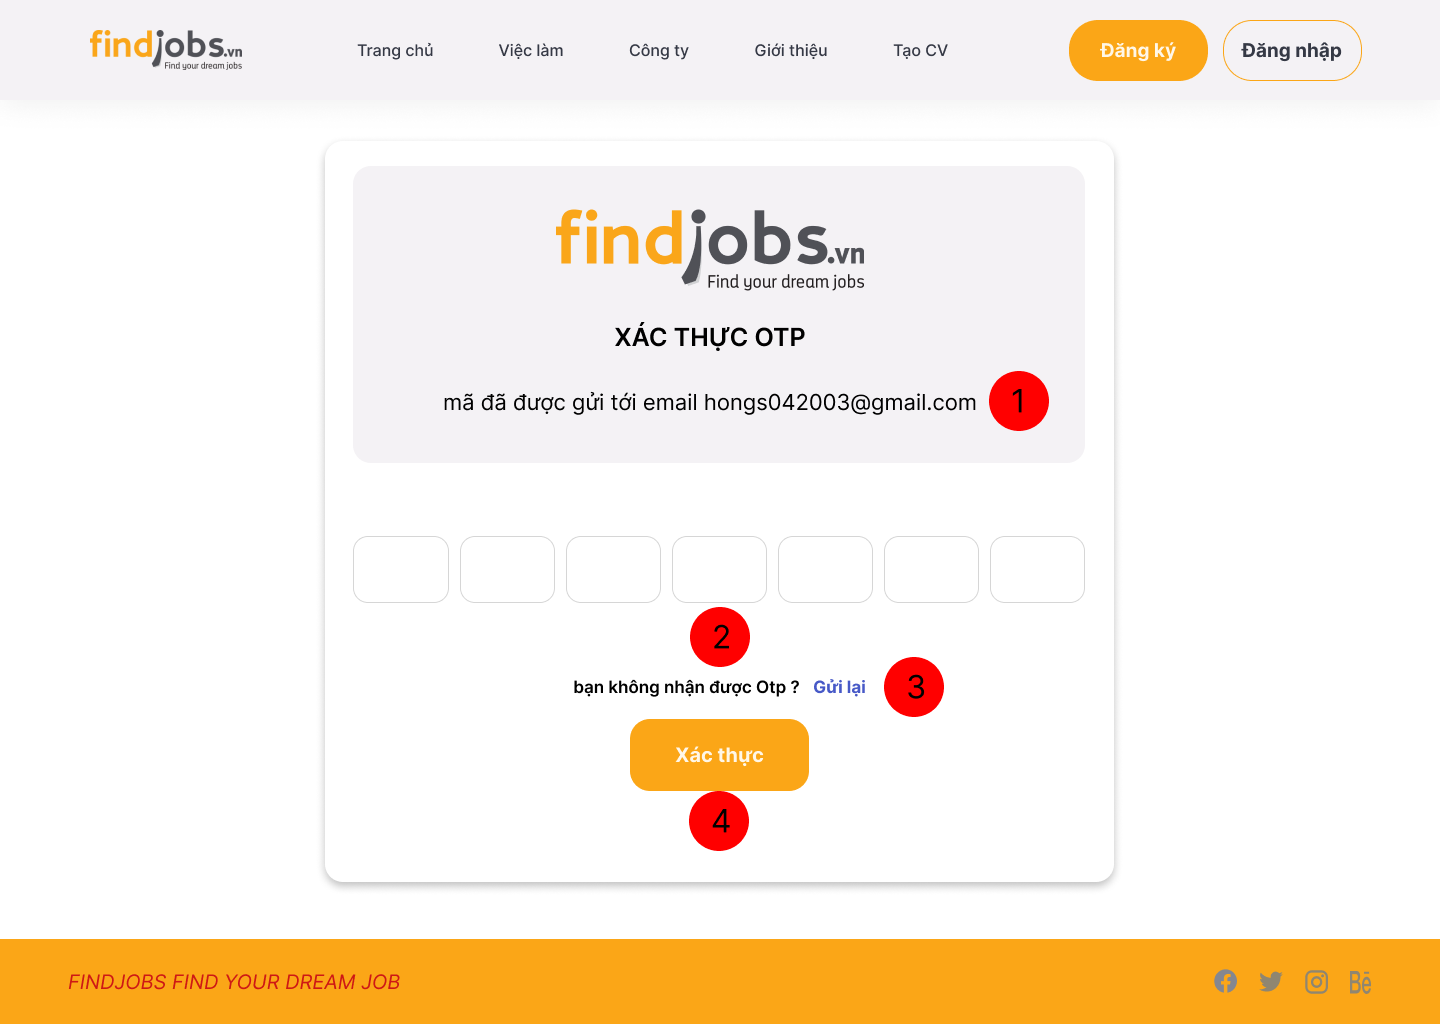 findjobs.vn
Find your dream jobs
Trang chủ Việc làm Công ty Giới thiệu Tạo CV Đăng ký Đăng nhập
findjobs.vn
Find your dream jobs
XÁC THỰC OTP
mã đã được gửi tới email hongs042003@gmail.com 1
2
bạn không nhận được Otp ? Gửi lại 3
Xác thực
4
FINDJOBS FIND YOUR DREAM JOB